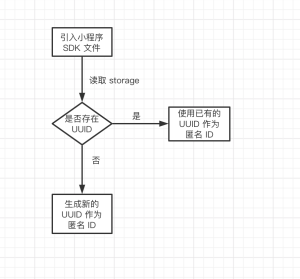 引入小程序
SDK 文件
读取 storage
是否存在
UUID
是
使用已有的
UUID 作为
匿名 ID
否
生成新的
UUID 作为
匿名 ID